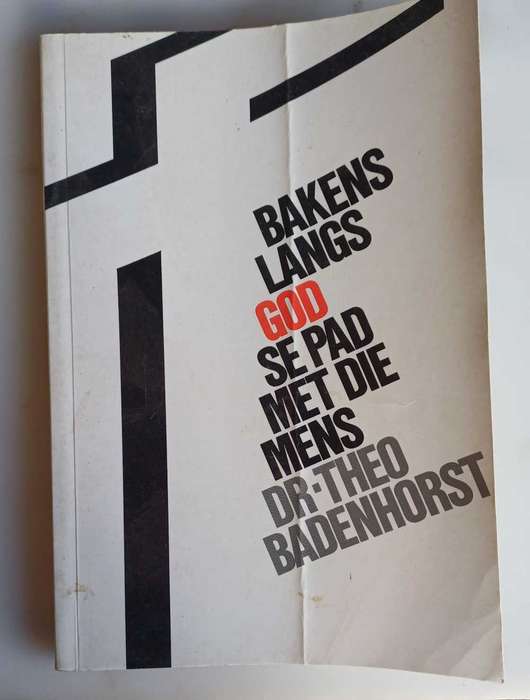 BAKENS
LANGS
GOD
SE PAD
MET DIE
MENS
DR·THEO
BADENHORST